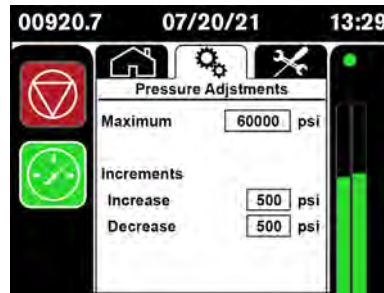 00920.7 07/20/21 13:29
Pressure Adjstments
Maximum 60000 psi
Increments
Increase 500 psi
Decrease 500 psi